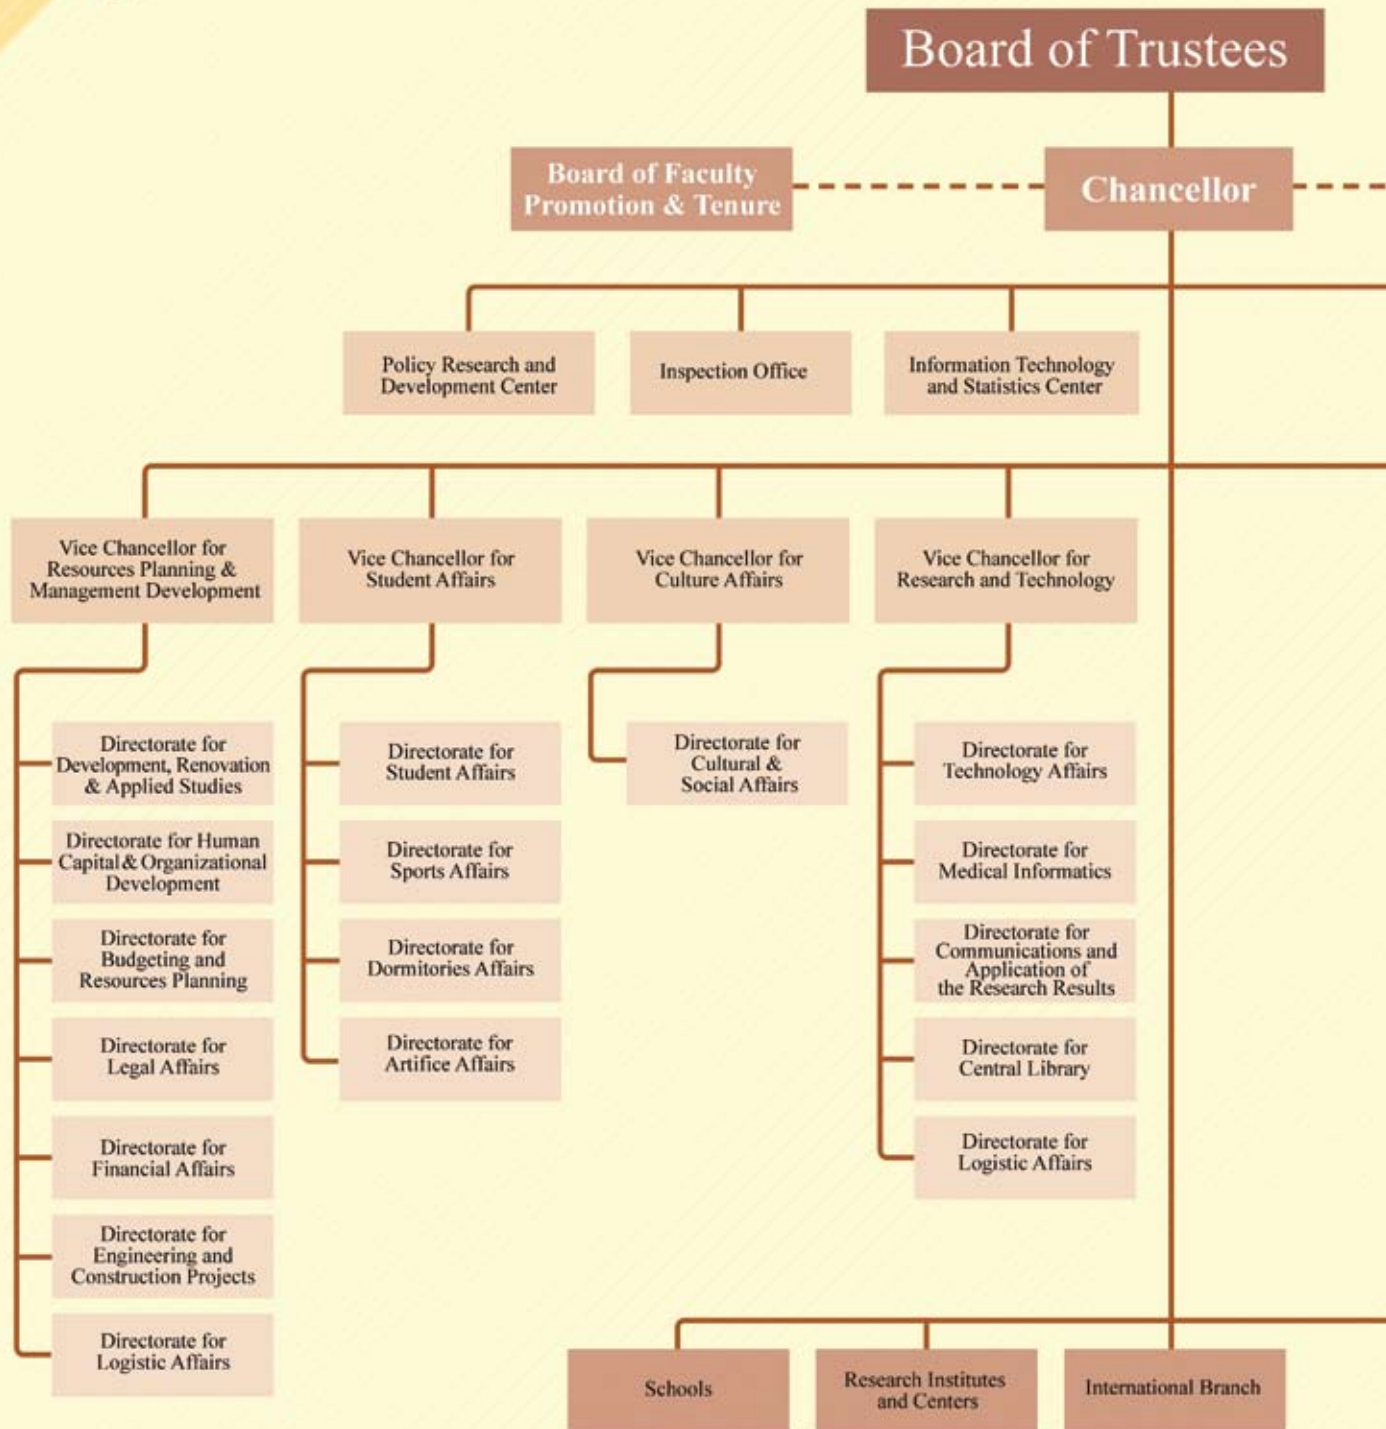 Board of Trustees
Board of Faculty
Promotion & Tenure
Chancellor
Policy Research and
Development Center
Inspection Office
Information Technology
and Statistics Center
Vice Chancellor for
Resources Planning &
Management Development
Vice Chancellor for
Student Affairs
Vice Chancellor for
Culture Affairs
Vice Chancellor for
Research and Technology
Directorate for
Development, Renovation
& Applied Studies
Directorate for Human
Capital & Organizational
Development
Directorate for
Budgeting and
Resources Planning
Directorate for
Legal Affairs
Directorate for
Financial Affairs
Directorate for
Engineering and
Construction Projects
Directorate for
Logistic Affairs
Directorate for
Student Affairs
Directorate for
Sports Affairs
Directorate for
Dormitories Affairs
Directorate for
Artifice Affairs
Directorate for
Cultural &
Social Affairs
Directorate for
Technology Affairs
Directorate for
Medical Informatics
Directorate for
Communications and
Application of
the Research Results
Directorate for
Central Library
Directorate for
Logistic Affairs
Schools
Research Institutes
and Centers
International Branch